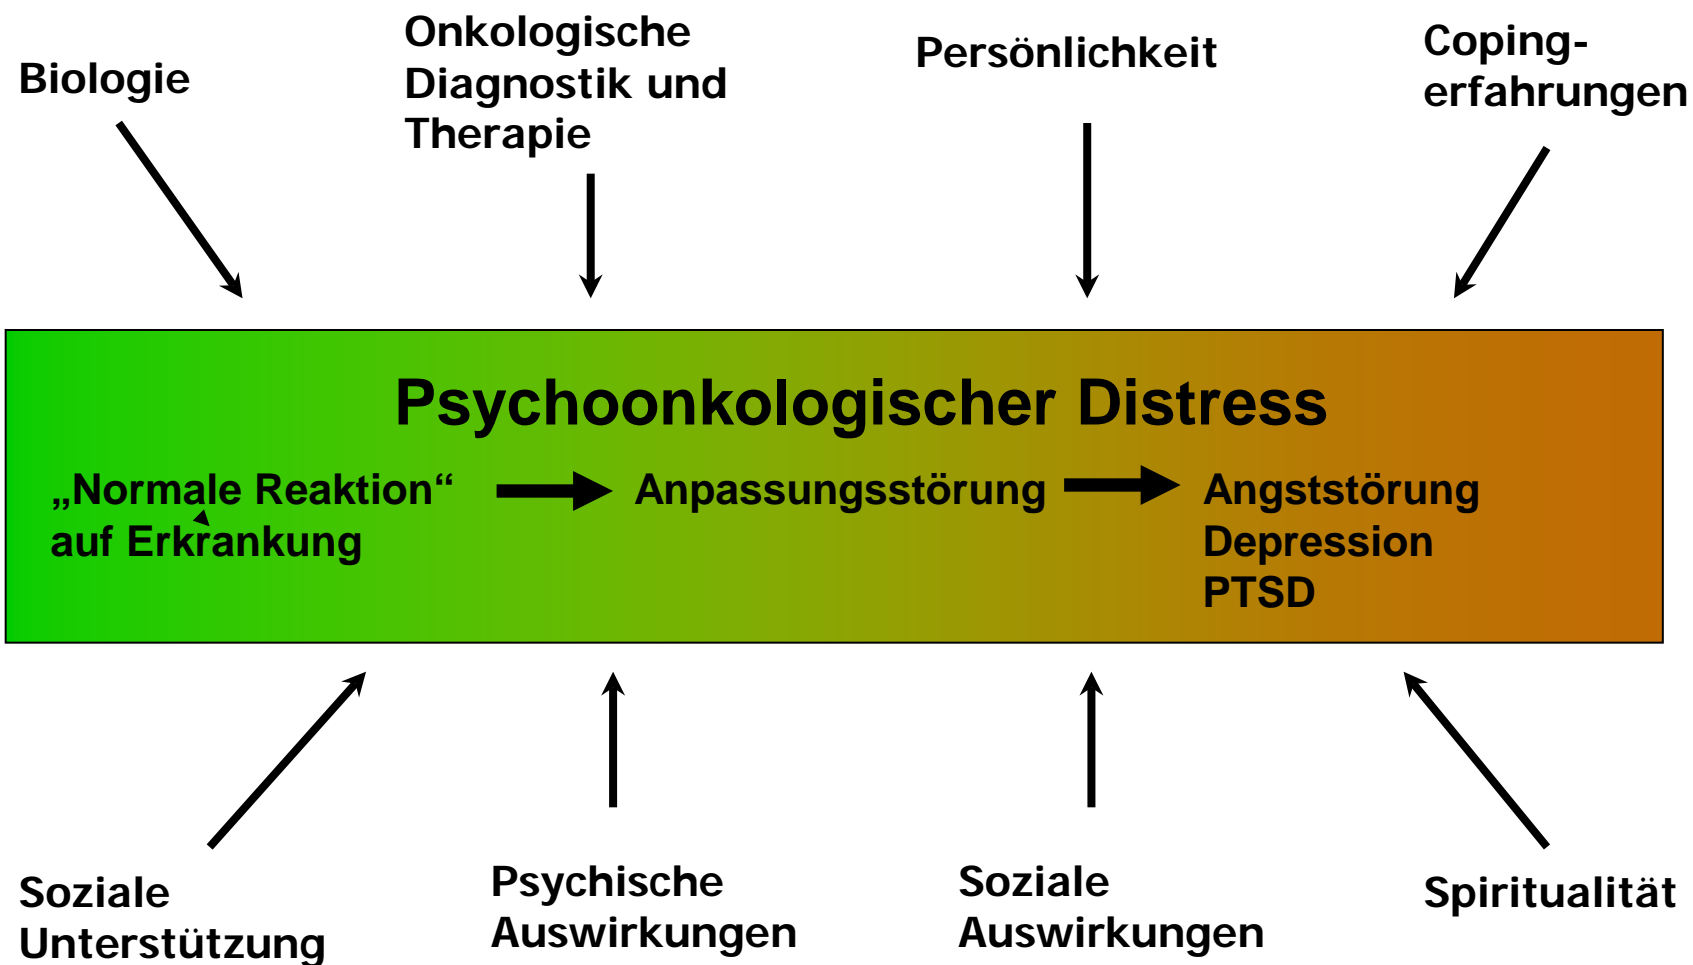 Biologie
Onkologische
Diagnostik und
Therapie
Persönlichkeit
Coping-
erfahrungen
Psychoonkologischer Distress
„Normale Reaktion“
auf Erkrankung
Anpassungsstörung
Angststörung
Depression
PTSD
Soziale
Unterstützung
Psychische
Auswirkungen
Soziale
Auswirkungen
Spiritualität